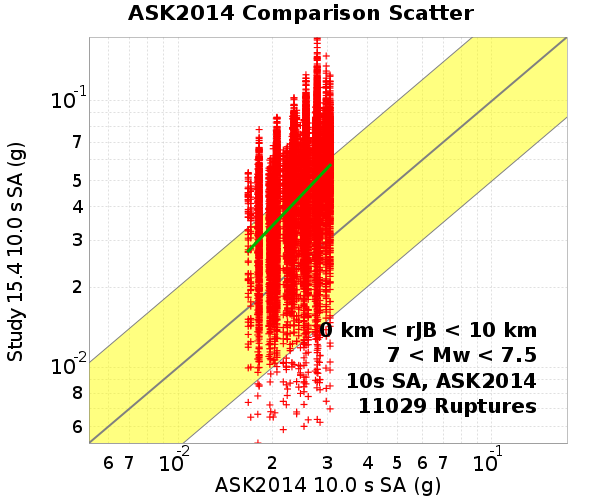 ASK2014 Comparison Scatter
Study 15.4 10.0 s SA (g)
10-1
7
5
4
3
2
10-2
8
6
0 km < rJB < 10 km
7 < Mw < 7.5
10s SA, ASK2014
11029 Ruptures
6 7 10-2 2 3 4 5 6 7 10-1
ASK2014 10.0 s SA (g)